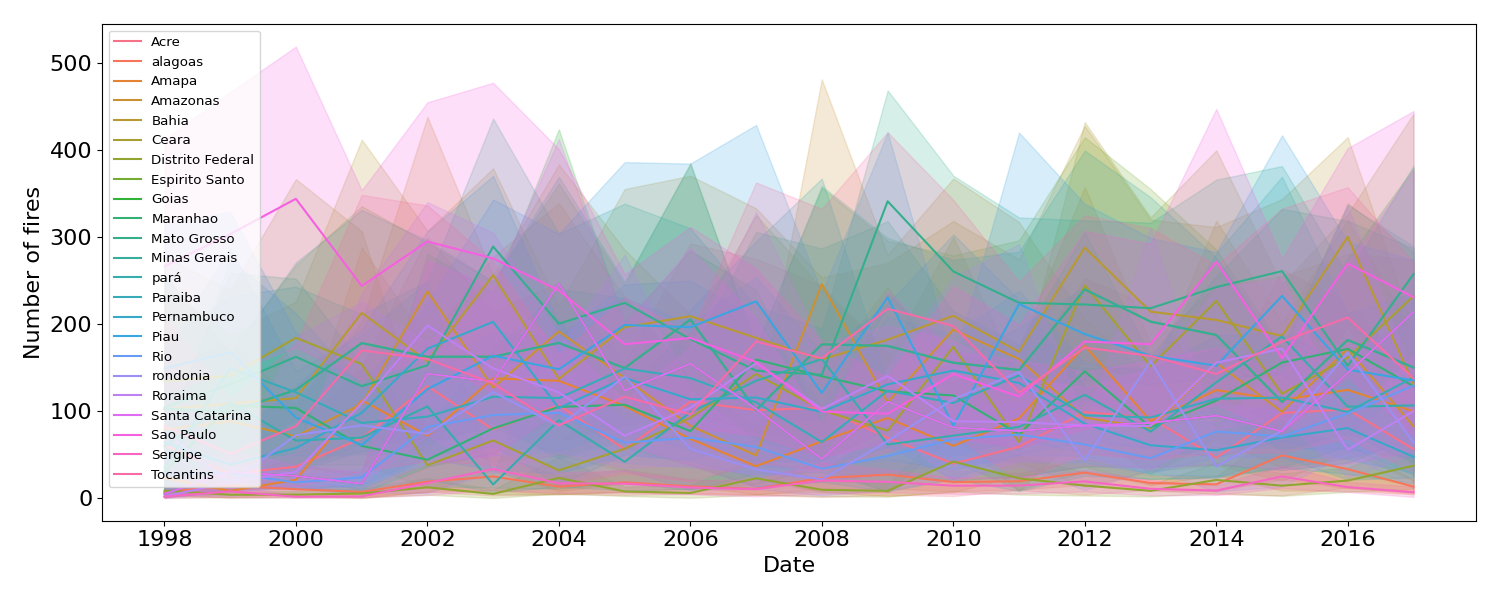 500
400
300
200
100
0
Number of fires
Acre
alagoas
Amapa
Amazonas
Bahia
Ceara
Distrito Federal
Espirito Santo
Goias
Maranhao
Mato Grosso
Minas Gerais
pará
Paraiba
Pernambuco
Piau
Rio
rondonia
Roraima
Santa Catarina
Sao Paulo
Sergipe
Tocantins
1998 2000 2002 2004 2006 2008 2010 2012 2014 2016
Date